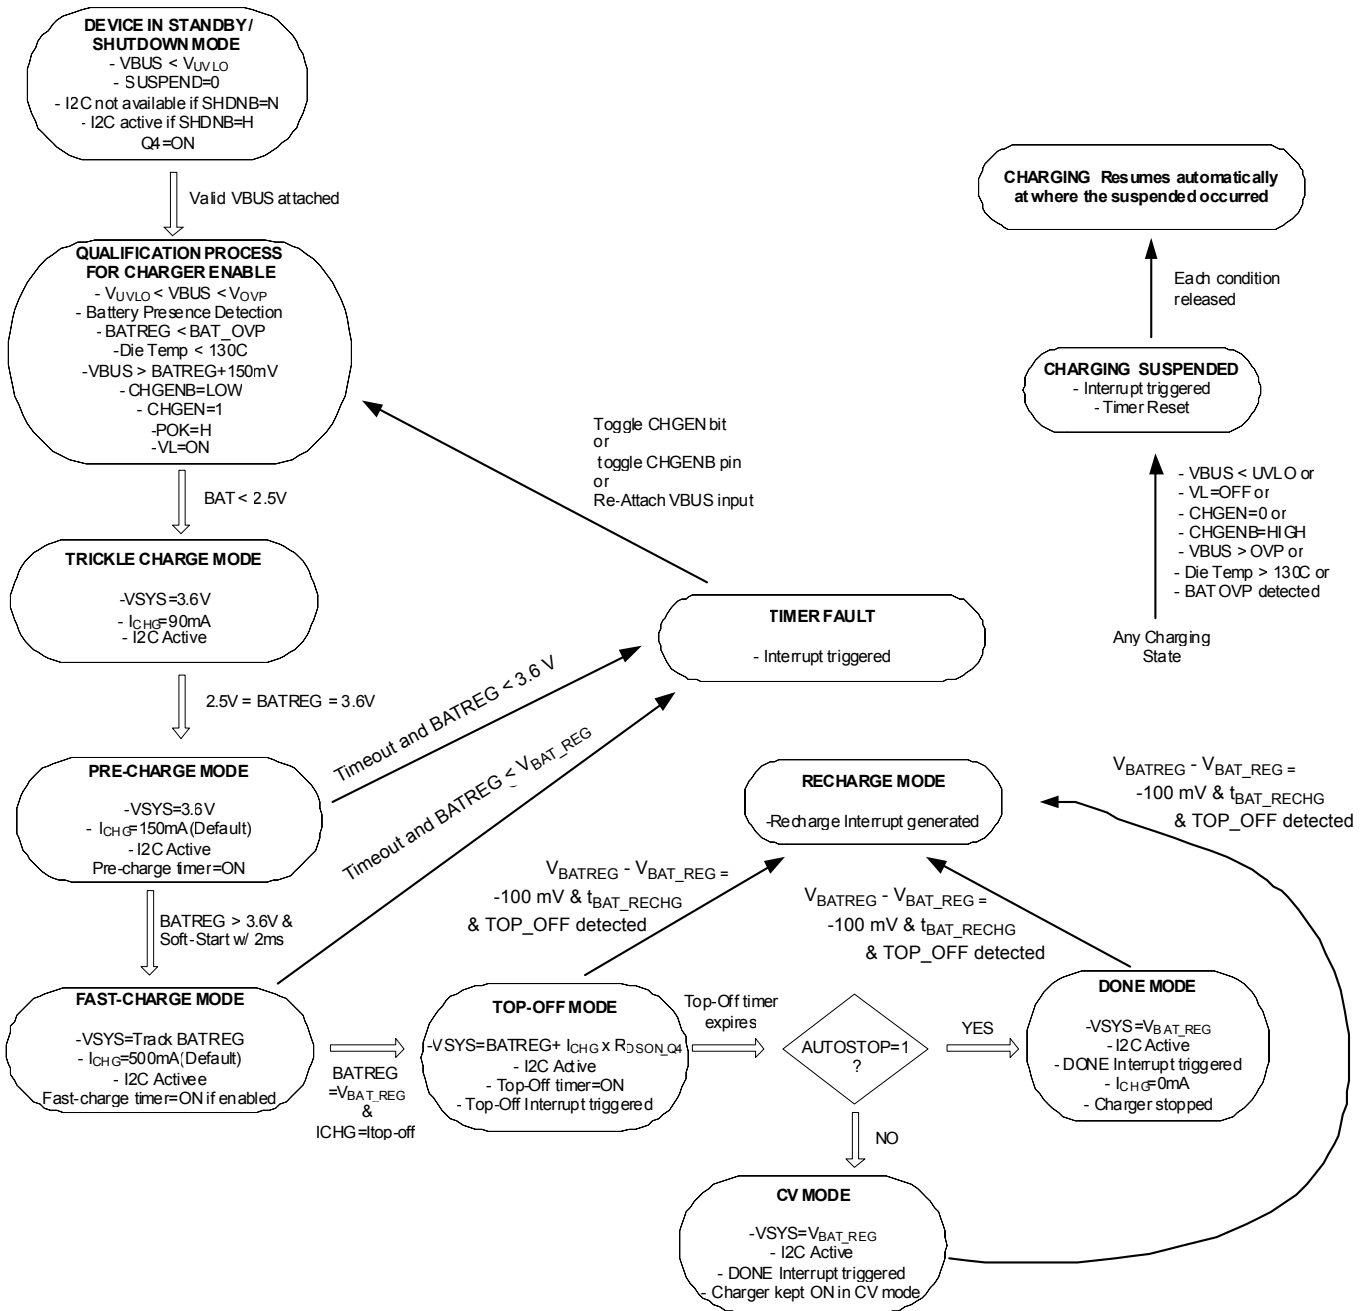 DEVICE IN STANDBY/
SHUTDOWN MODE
- VBUS < VUVLO
- SUSPEND=0
- I2C not available if SHDNB=N
- I2C active if SHDNB=H
Q4=ON
Valid VBUS attached
QUALIFICATION PROCESS
FOR CHARGER ENABLE
- VUVLO < VBUS < VOVP
- Battery Presence Detection
- BATREG < BAT_OVP
-Die Temp < 130C
-VBUS > BATREG+150mV
- CHGENB=LOW
- CHGEN=1
-POK=H
-VL=ON
BAT < 2.5V
TRICKLE CHARGE MODE
-VSYS=3.6V
- ICHG=90mA
- I2C Active
2.5V = BATREG = 3.6V
PRE-CHARGE MODE
-VSYS=3.6V
- ICHG=150mA(Default)
- I2C Active
Pre-charge timer=ON
BATREG > 3.6V &
Soft-Start w/ 2ms
FAST-CHARGE MODE
-VSYS=Track BATREG
- ICHG=500mA(Default)
- I2C Activee
Fast-charge timer=ON if enabled
BATREG
=VBAT_REG
&
ICHG=Itop-off
Timeout and BATREG < 3.6 V
Timeout and BATREG < VBAT_REG
Toggle CHGEN bit
or
toggle CHGENB pin
or
Re-Attach VBUS input
TIMER FAULT
- Interrupt triggered
TOP-OFF MODE
-VSYS=BATREG+ ICHG x RDSON_Q4
- I2C Active
- Top-Off timer=ON
- Top-Off Interrupt triggered
VBATREG - VBAT_REG =
-100 mV & tBAT_RECHG
& TOP_OFF detected
RECHARGE MODE
-Recharge Interrupt generated
VBATREG - VBAT_REG =
-100 mV & tBAT_RECHG
& TOP_OFF detected
VBATREG - VBAT_REG =
-100 mV & tBAT_RECHG
& TOP_OFF detected
Top-Off timer
expires
AUTOSTOP=1
?
YES
NO
DONE MODE
-VSYS=VBAT_REG
- I2C Active
- DONE Interrupt triggered
- ICHG=0mA
- Charger stopped
CV MODE
-VSYS=VBAT_REG
- I2C Active
- DONE Interrupt triggered
- Charger kept ON in CV mode
CHARGING Resumes automatically
at where the suspended occurred
Each condition
released
CHARGING SUSPENDED
- Interrupt triggered
- Timer Reset
- VBUS < UVLO or
- VL=OFF or
- CHGEN=0 or
- CHGENB=HIGH
- VBUS > OVP or
- Die Temp > 130C or
- BAT OVP detected
Any Charging
State